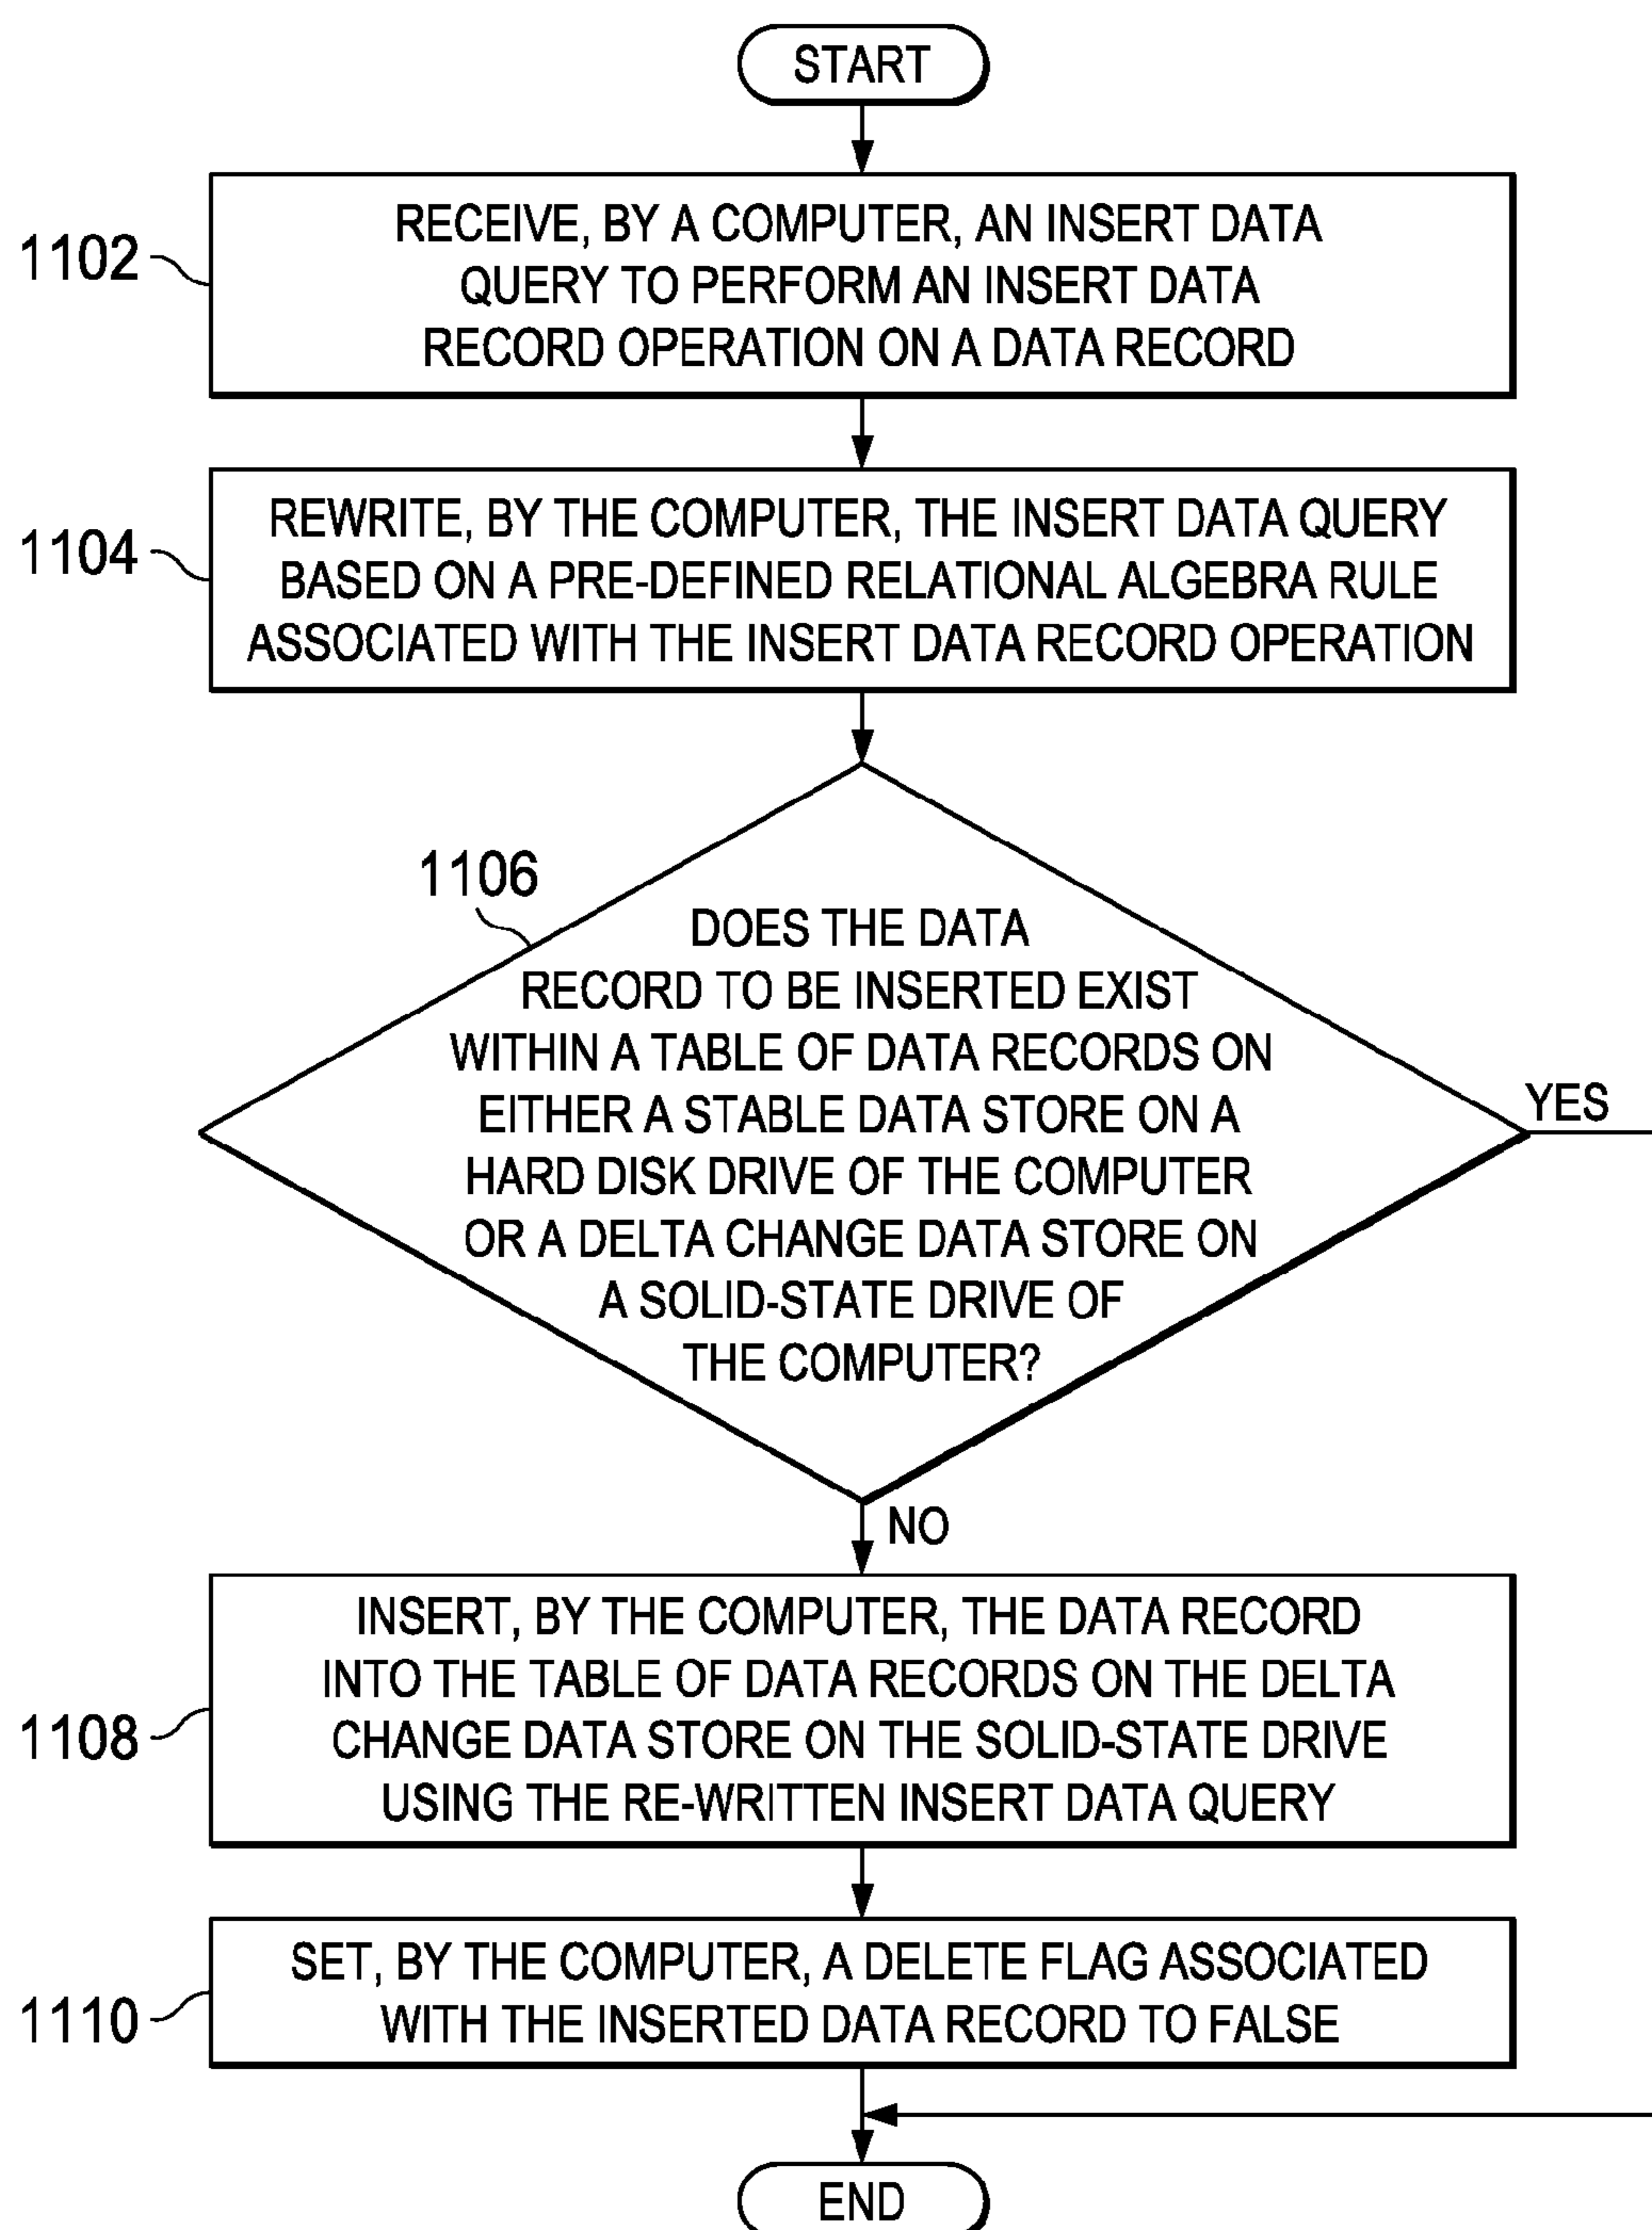 START
1102
RECEIVE, BY A COMPUTER, AN INSERT DATA
QUERY TO PERFORM AN INSERT DATA
RECORD OPERATION ON A DATA RECORD
1104
REWRITE, BY THE COMPUTER, THE INSERT DATA QUERY
BASED ON A PRE-DEFINED RELATIONAL ALGEBRA RULE
ASSOCIATED WITH THE INSERT DATA RECORD OPERATION
1106
DOES THE DATA
RECORD TO BE INSERTED EXIST
WITHIN A TABLE OF DATA RECORDS ON
EITHER A STABLE DATA STORE ON A
HARD DISK DRIVE OF THE COMPUTER
OR A DELTA CHANGE DATA STORE ON
A SOLID-STATE DRIVE OF
THE COMPUTER?
YES
NO
1108
INSERT, BY THE COMPUTER, THE DATA RECORD
INTO THE TABLE OF DATA RECORDS ON THE DELTA
CHANGE DATA STORE ON THE SOLID-STATE DRIVE
USING THE RE-WRITTEN INSERT DATA QUERY
1110
SET, BY THE COMPUTER, A DELETE FLAG ASSOCIATED
WITH THE INSERTED DATA RECORD TO FALSE
END